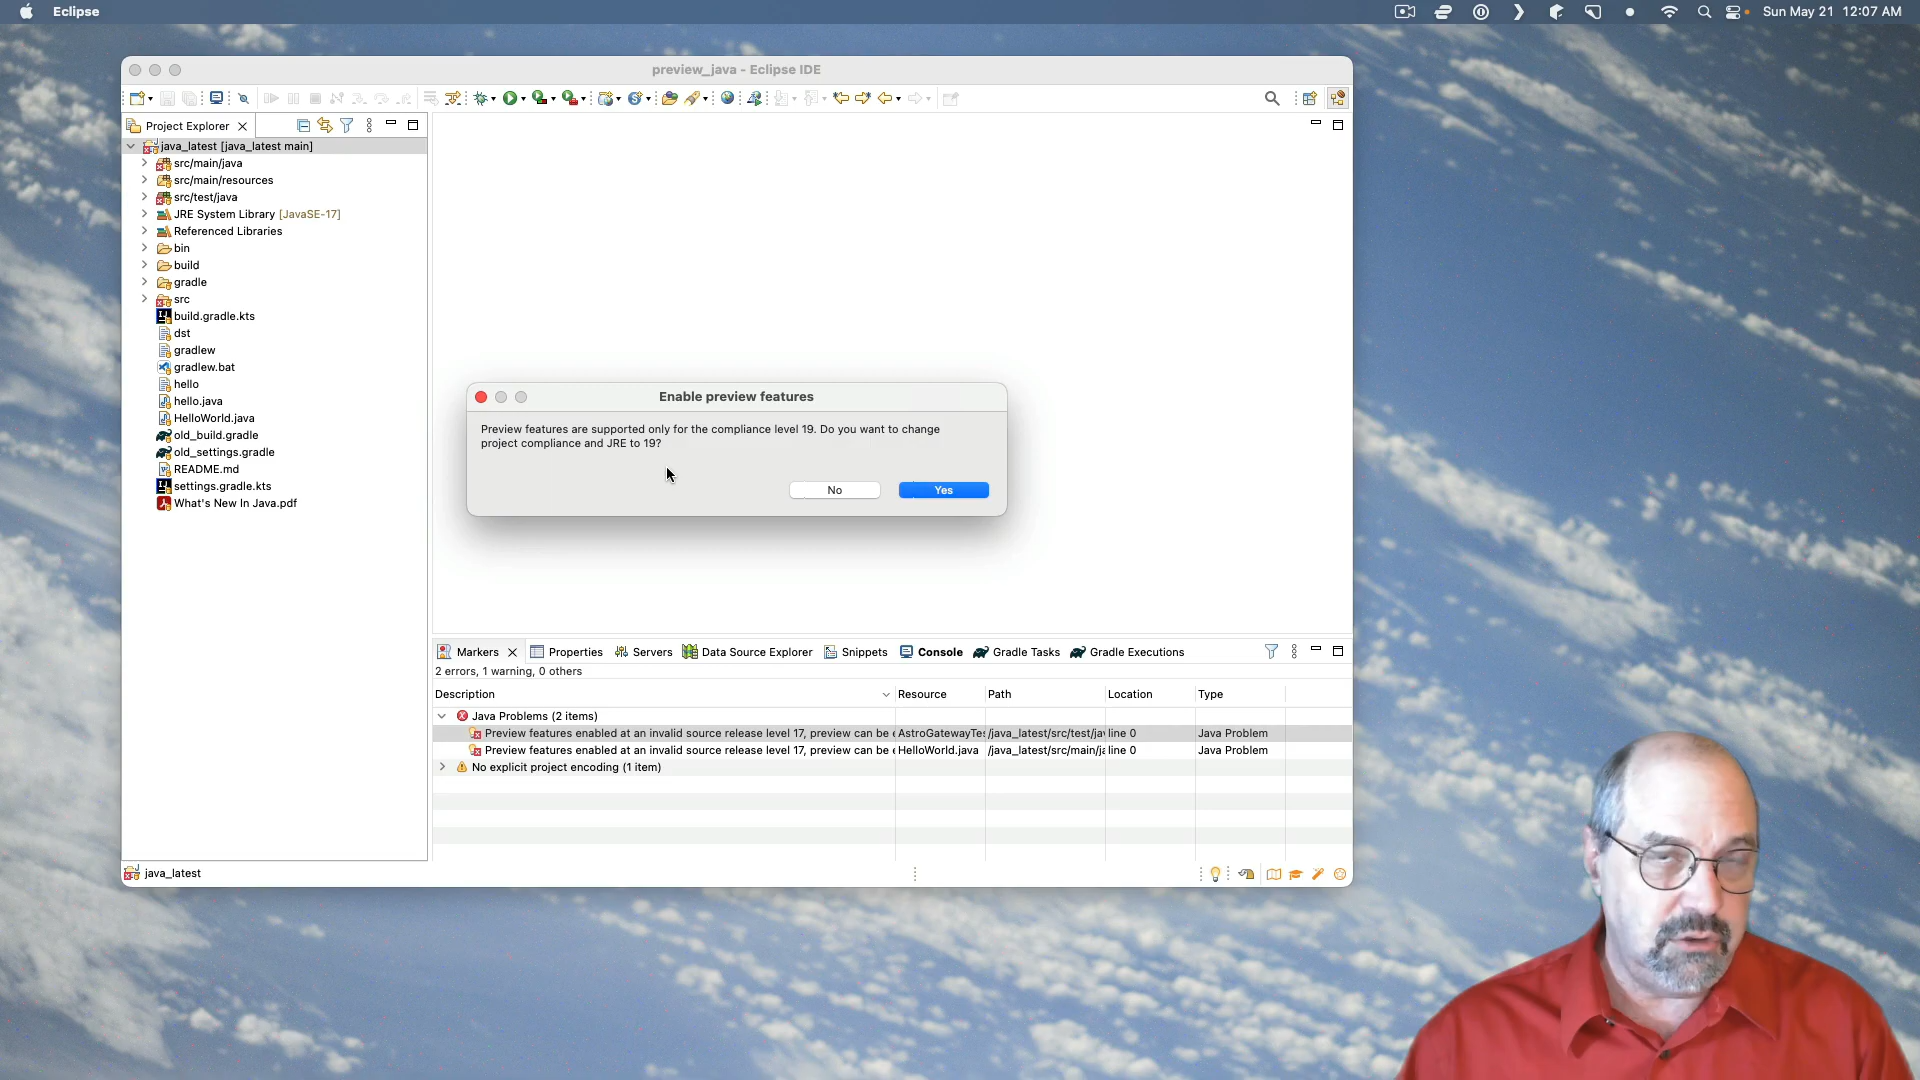 Eclipse
Sun May 21 12:07 AM
preview_java - Eclipse IDE
Project Explorer
java_latest [java_latest main]
src/main/java
src/main/resources
src/test/java
JRE System Library [JavaSE-17]
Referenced Libraries
bin
build
gradle
src
build.gradle.kts
dst
gradlew
gradlew.bat
hello
hello.java
HelloWorld.java
old_build.gradle
old_settings.gradle
README.md
settings.gradle.kts
What's New In Java.pdf
Enable preview features
Preview features are supported only for the compliance level 19. Do you want to change
project compliance and JRE to 19?
No
Yes
Markers
Properties
Servers
Data Source Explorer
Snippets
Console
Gradle Tasks
Gradle Executions
2 errors, 1 warning, 0 others
Description
Resource
Path
Location
Type
Java Problems (2 items)
Preview features enabled at an invalid source release level 17, preview can be e AstroGatewayTes /java_latest/src/test/jav line 0 Java Problem
Preview features enabled at an invalid source release level 17, preview can be e HelloWorld.java /java_latest/src/main/ja line 0 Java Problem
No explicit project encoding (1 item)
java_latest